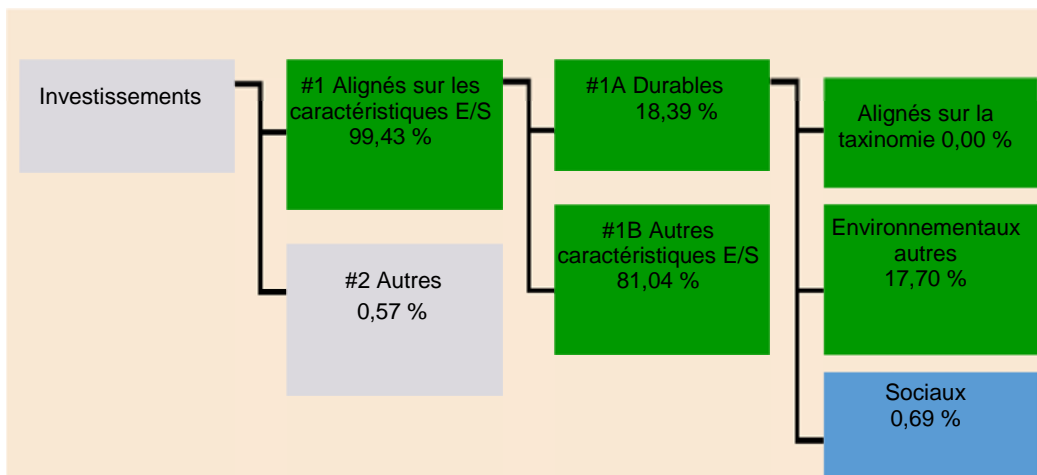 Investissements
#1 Alignés sur les
caractéristiques E/S
99,43 %
#2 Autres
0,57 %
#1A Durables
18,39 %
#1B Autres
caractéristiques E/S
81,04 %
Alignés sur la
taxinomie 0,00 %
Environnementaux
autres
17,70 %
Sociaux
0,69 %